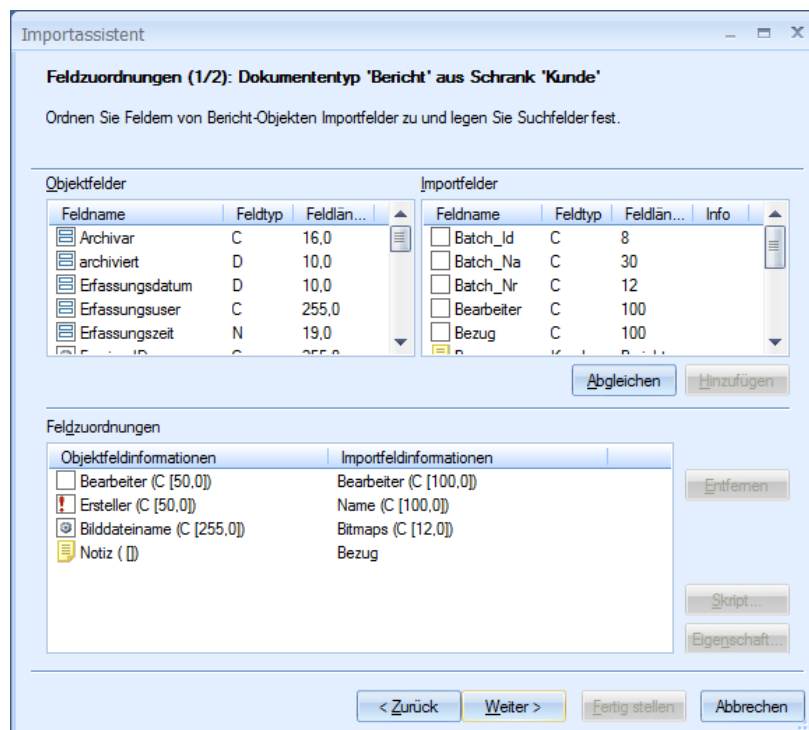 Importassistent
Feldzuordnungen (1/2): Dokumententyp 'Bericht' aus Schrank 'Kunde'
Ordnen Sie Feldern von Bericht-Objekten Importfelder zu und legen Sie Suchfelder fest.
Objektfelder
Feldname Feldtyp Feldlän...
Archivar C 16,0
archiviert D 10,0
Erfassungsdatum D 10,0
Erfassungsuser C 255,0
Erfassungszeit N 19,0
Importfelder
Feldname Feldtyp Feldlän... Info
Batch_Id C 8
Batch_Na C 30
Batch_Nr C 12
Bearbeiter C 100
Bezug C 100
Abgleichen Hinzufügen
Feldzuordnungen
Objektfeldinformationen Importfeldinformationen
Bearbeiter (C [50,0]) Bearbeiter (C [100,0])
Ersteller (C [50,0]) Name (C [100,0])
Bilddateiname (C [255,0]) Bitmaps (C [12,0])
Notiz ( []) Bezug
Entfernen
Skript...
Eigenschaft...
< Zurück Weiter > Fertig stellen Abbrechen